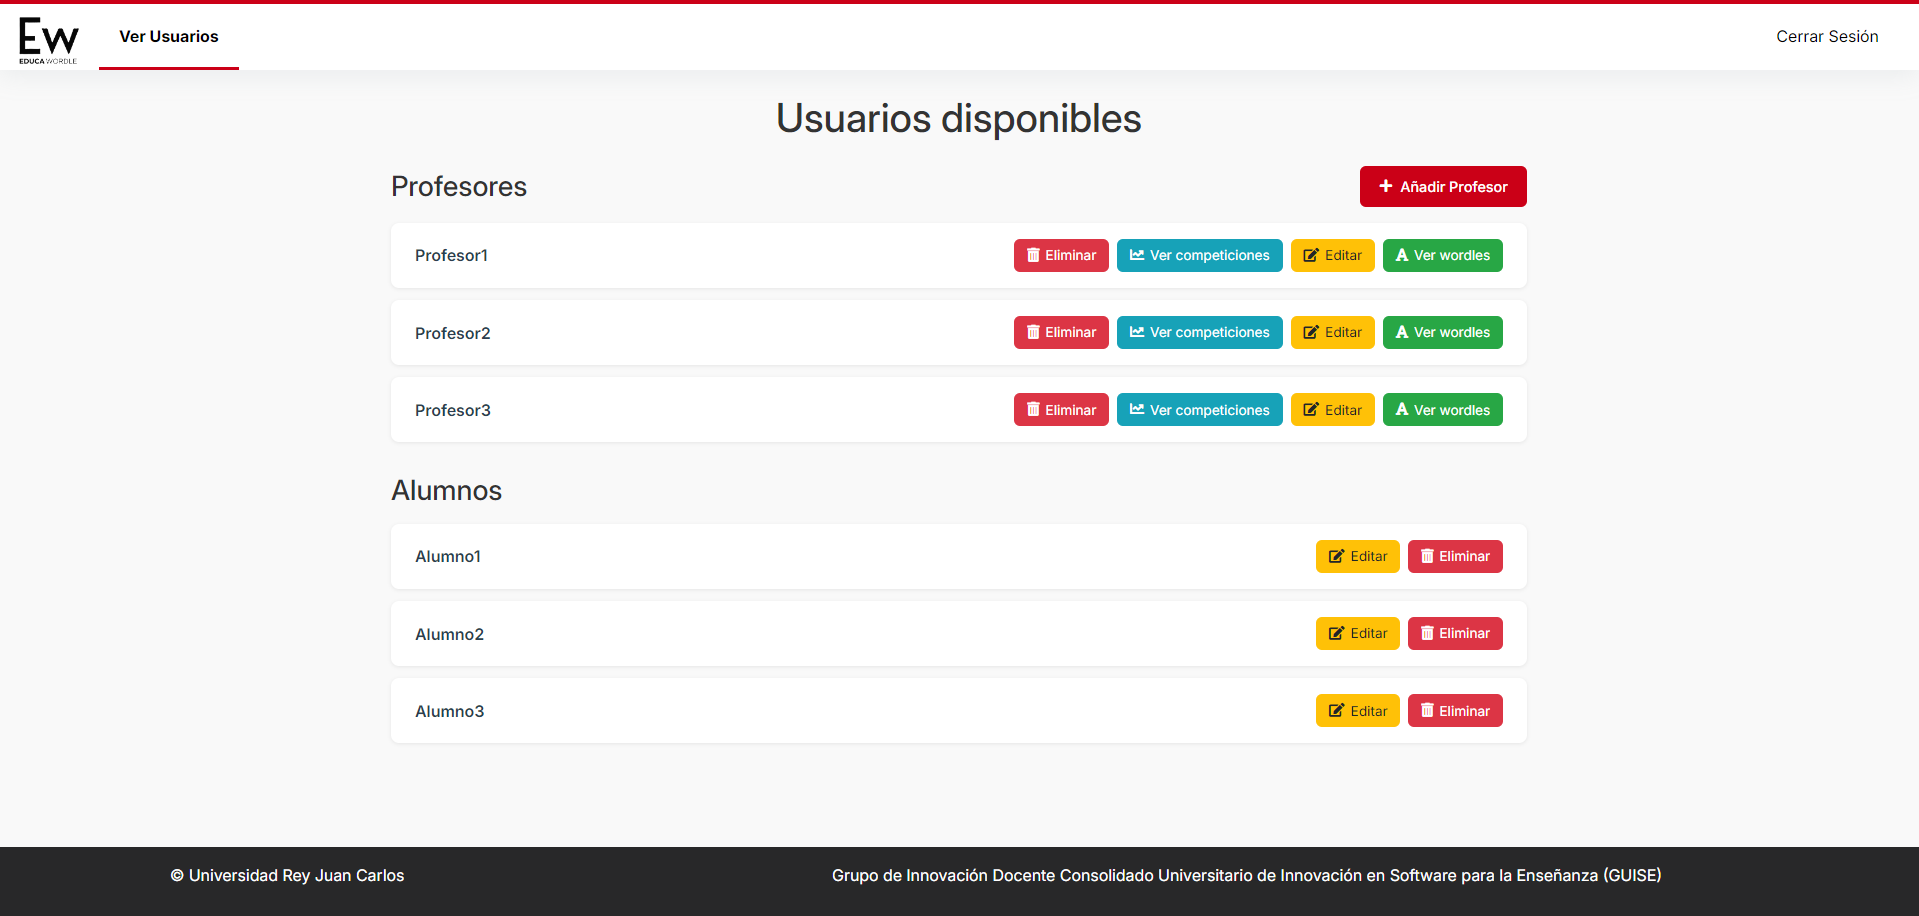 Ew
EDUCA WORDLE
Ver Usuarios
Cerrar Sesión
Usuarios disponibles
Profesores
Añadir Profesor
Profesor1 Eliminar Ver competiciones Editar Ver wordles
Profesor2 Eliminar Ver competiciones Editar Ver wordles
Profesor3 Eliminar Ver competiciones Editar Ver wordles
Alumnos
Alumno1 Editar Eliminar
Alumno2 Editar Eliminar
Alumno3 Editar Eliminar
© Universidad Rey Juan Carlos
Grupo de Innovación Docente Consolidado Universitario de Innovación en Software para la Enseñanza (GUISE)